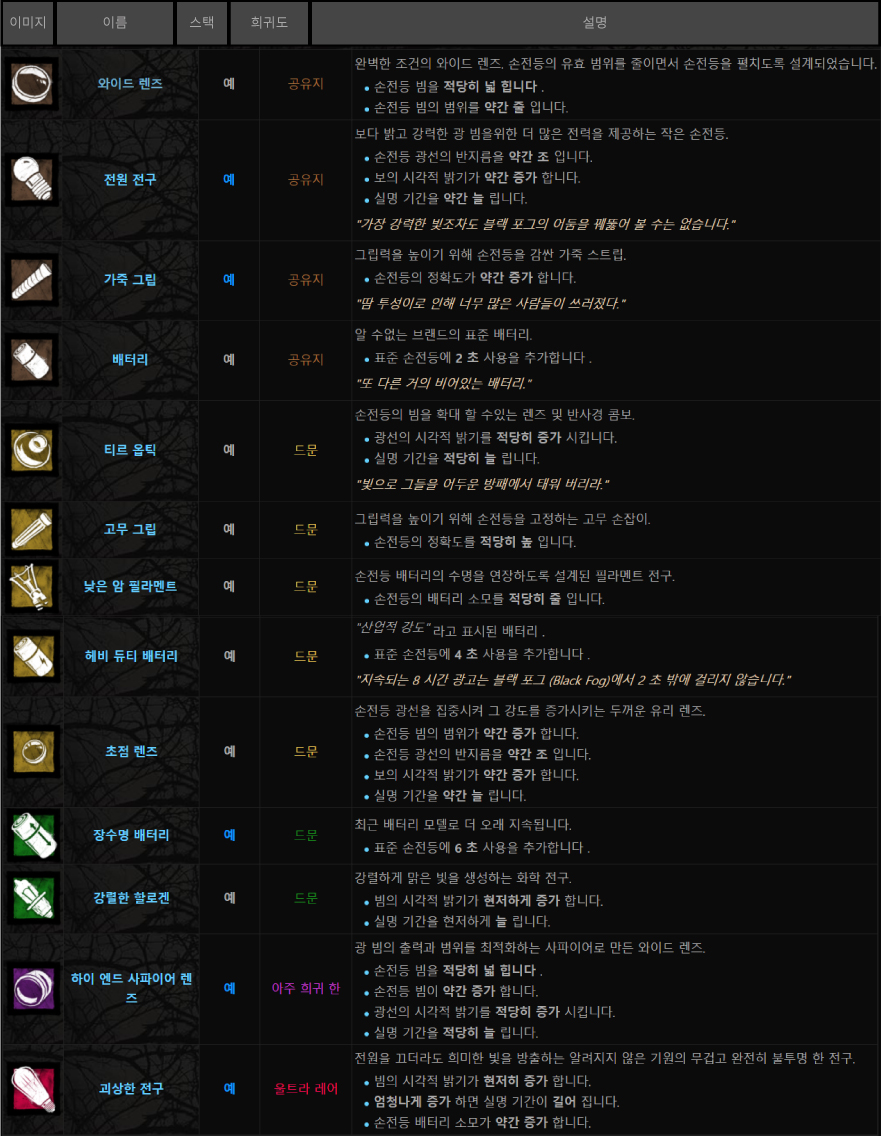 이미지 이름 스택 희귀도 설명
와이드 렌즈 예 공유지
완벽한 조건의 와이드 렌즈. 손전등의 유효 범위를 줄이면서 손전등을 펼치도록 설계되었습니다.
손전등 빔을 적당히 넓 힙니다 .
손전등 빔의 범위를 약간 줄 입니다.
전원 전구 예 공유지
보다 밝고 강력한 광 빔을위한 더 많은 전력을 제공하는 작은 손전등.
손전등 광선의 반지름을 약간 조 입니다.
보의 시각적 밝기가 약간 증가 합니다.
실명 기간을 약간 늘 립니다.
"가장 강력한 빛조차도 블랙 포그의 어둠을 꿰뚫어 볼 수는 없습니다."
가죽 그립 예 공유지
그립력을 높이기 위해 손전등을 감싼 가죽 스트립.
손전등의 정확도가 약간 증가 합니다.
"땀 투성이로 인해 너무 많은 사람들이 쓰러졌다."
배터리 예 공유지
알 수없는 브랜드의 표준 배터리.
표준 손전등에 2 초 사용을 추가합니다 .
"또 다른 거의 비어있는 배터리."
티르 옵틱 예 드문
손전등의 빔을 확대 할 수있는 렌즈 및 반사경 콤보.
광선의 시각적 밝기를 적당히 증가 시킵니다.
실명 기간을 적당히 늘 립니다.
"빛으로 그들을 어두운 방패에서 태워 버리라."
고무 그립 예 드문
그립력을 높이기 위해 손전등을 고정하는 고무 손잡이.
손전등의 정확도를 적당히 높 입니다.
낮은 암 필라멘트 예 드문
손전등 배터리의 수명을 연장하도록 설계된 필라멘트 전구.
손전등의 배터리 소모를 적당히 줄 입니다.
헤비 듀티 배터리 예 드문
"산업적 강도" 라고 표시된 배터리 .
표준 손전등에 4 초 사용을 추가합니다 .
"지속되는 8 시간 광고는 블랙 포그 (Black Fog)에서 2 초 밖에 걸리지 않습니다."
초점 렌즈 예 드문
손전등 광선을 집중시켜 그 강도를 증가시키는 두꺼운 유리 렌즈.
손전등 빔의 범위가 약간 증가 합니다.
손전등 광선의 반지름을 약간 조 입니다.
보의 시각적 밝기가 약간 증가 합니다.
실명 기간을 약간 늘 립니다.
장수명 배터리 예 드문
최근 배터리 모델로 더 오래 지속됩니다.
표준 손전등에 6 초 사용을 추가합니다 .
강렬한 할로겐 예 드문
강렬하게 맑은 빛을 생성하는 화학 전구.
빔의 시각적 밝기가 현저하게 증가 합니다.
실명 기간을 현저하게 늘 립니다.
하이 엔드 사파이어 렌
즈 예 아주 희귀 한
광 빔의 출력과 범위를 최적화하는 사파이어로 만든 와이드 렌즈.
손전등 빔을 적당히 넓 힙니다 .
손전등 빔이 약간 증가 합니다.
광선의 시각적 밝기를 적당히 증가 시킵니다.
실명 기간을 적당히 늘 립니다.
괴상한 전구 예 울트라 레어
전원을 끄더라도 희미한 빛을 방출하는 알려지지 않은 기원의 무겁고 완전히 불투명 한 전구.
빔의 시각적 밝기가 현저히 증가 합니다.
엄청나게 증가 하면 실명 기간이 길어 집니다.
손전등 배터리 소모가 약간 증가 합니다.